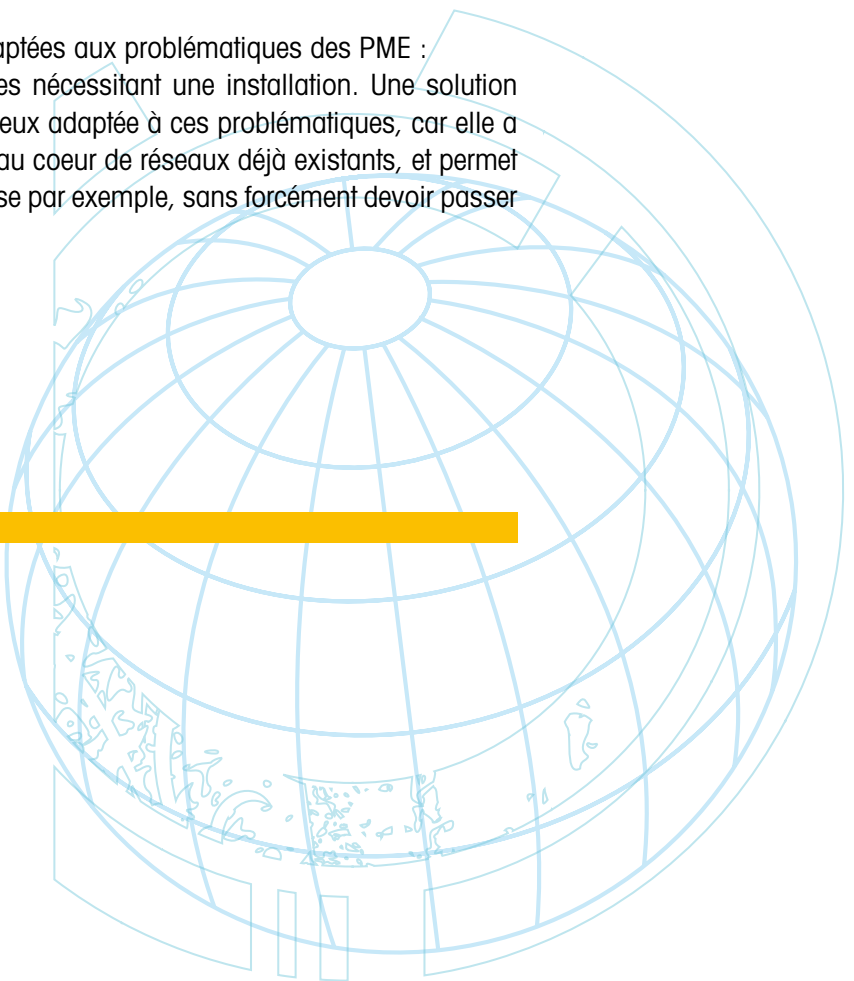 aptées aux problématiques des PME :
es nécessitant une installation. Une solution
eux adaptée à ces problématiques, car elle a
au coeur de réseaux déjà existants, et permet
se par exemple, sans forcément devoir passer